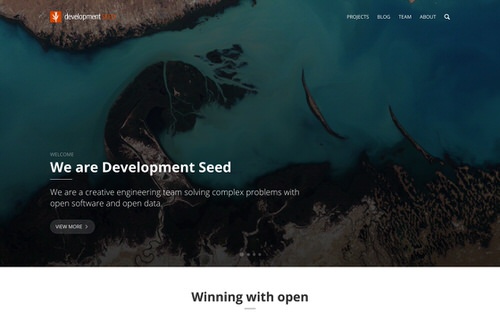 development seed
PROJECTS
BLOG
TEAM
ABOUT
WELCOME
We are Development Seed
We are a creative engineering team solving complex problems with
open software and open data.
VIEW MORE
Winning with open